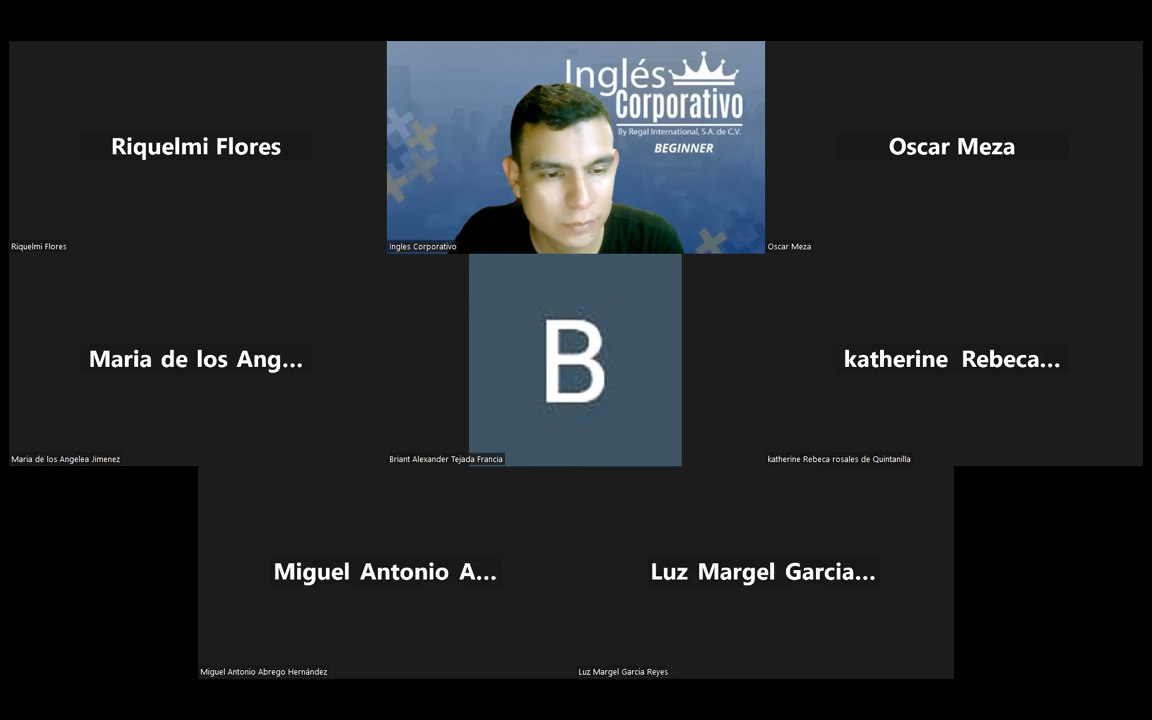 Riquelmi Flores
Riquelmi Flores
Inglés
Corporativo
By Regal International, S.A. de C.V.
BEGINNER
Ingles Corporativo
Oscar Meza
Oscar Meza
Maria de los Ang...
Maria de los Angelea Jimenez
B
Briant Alexander Tejada Francia
katherine Rebeca...
katherine Rebeca rosales de Quintanilla
Miguel Antonio A...
Miguel Antonio Abrego Hernández
Luz Margel Garcia...
Luz Margel Garcia Reyes